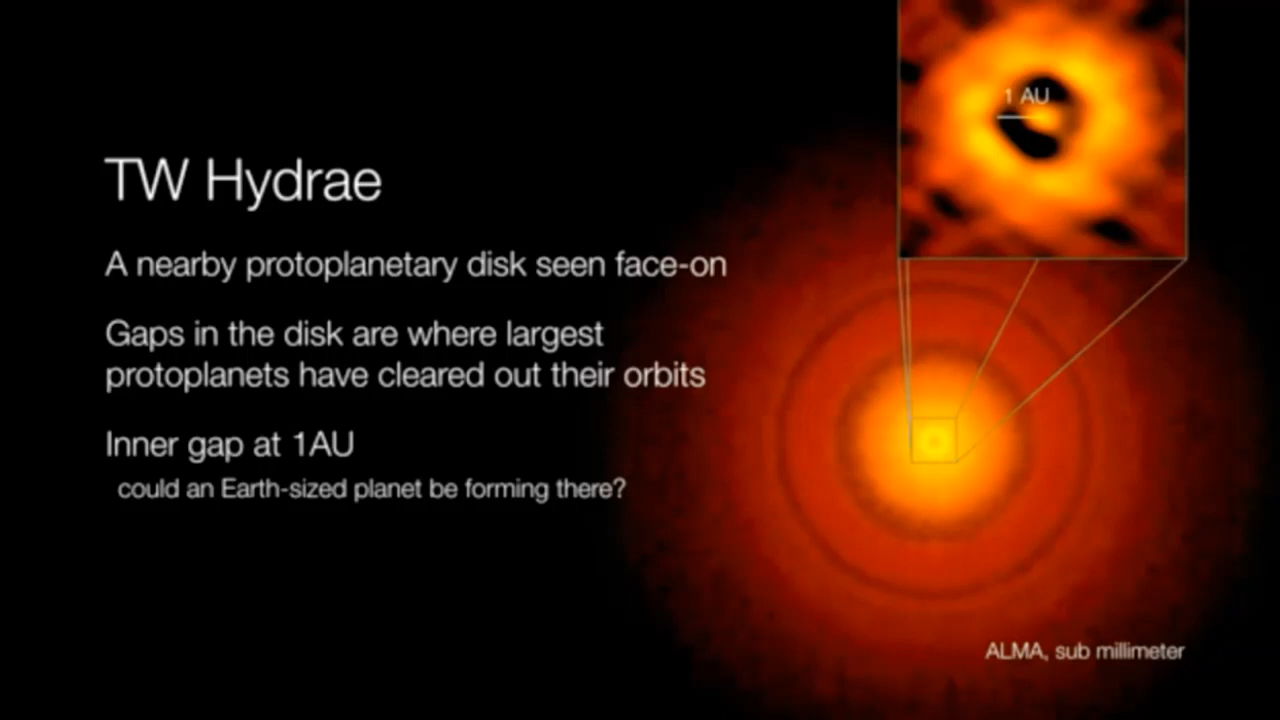 TW Hydrae
A nearby protoplanetary disk seen face-on
Gaps in the disk are where largest
protoplanets have cleared out their orbits
Inner gap at 1AU
could an Earth-sized planet be forming there?
1 AU
ALMA, sub millimeter